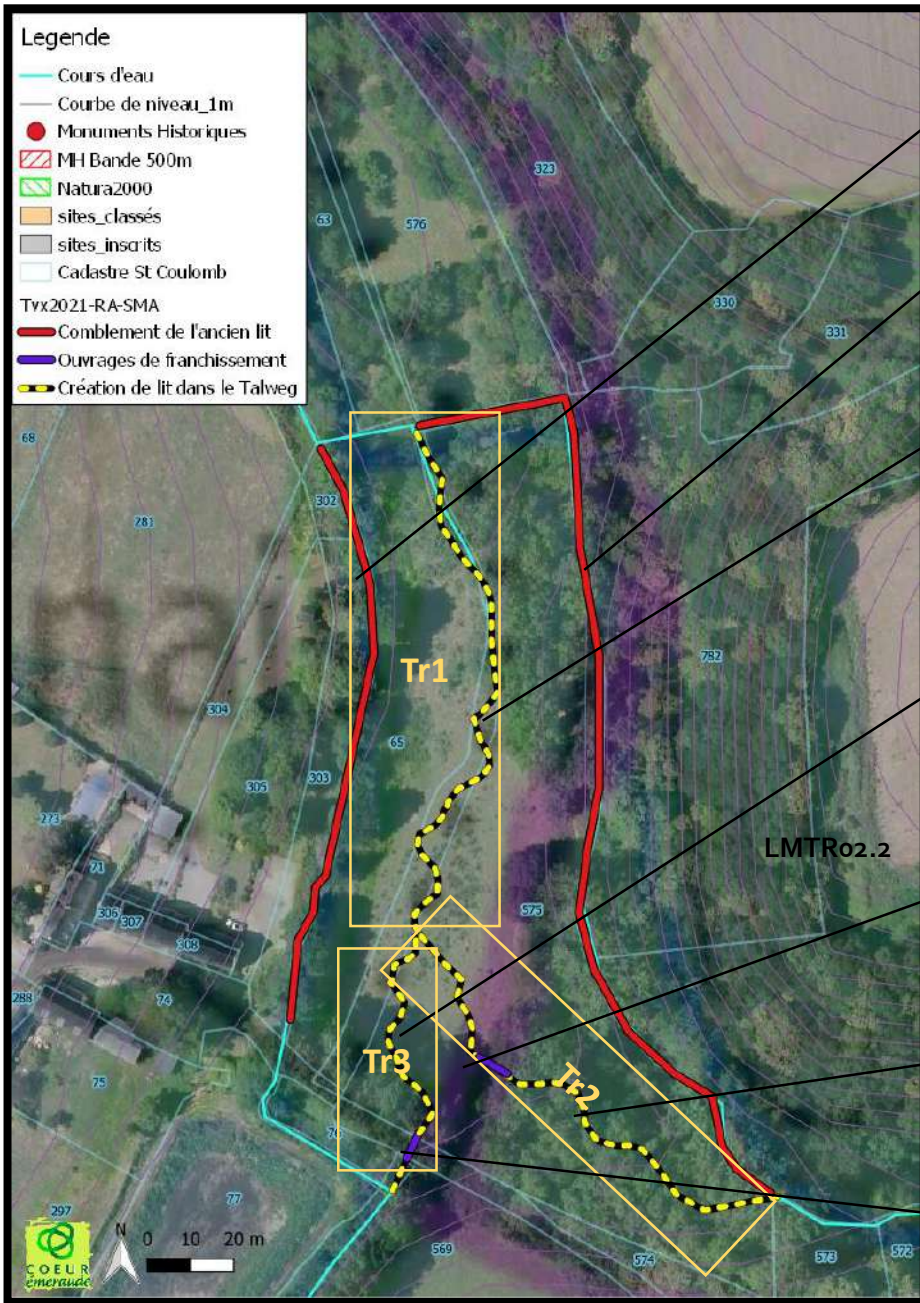 Legende
Cours d'eau
Courbe de niveau_1m
Monuments Historiques
MH Bande 500m
Natura2000
sites_classés
sites_inscrits
Cadastre St Coulomb
Tvx2021-RA-SMA
Comblement de l'ancien lit
Ouvrages de franchissement
Création de lit dans le Talweg
323
63
576
330
331
68
302
281
Tr1
782
304
65
305
303
273
LMTR02.2
71
306
307
308
575
288
74
Tr3
Tr2
75
76
77
297
N
0 10 20 m
COEUR
émeraude
569
574
573
572